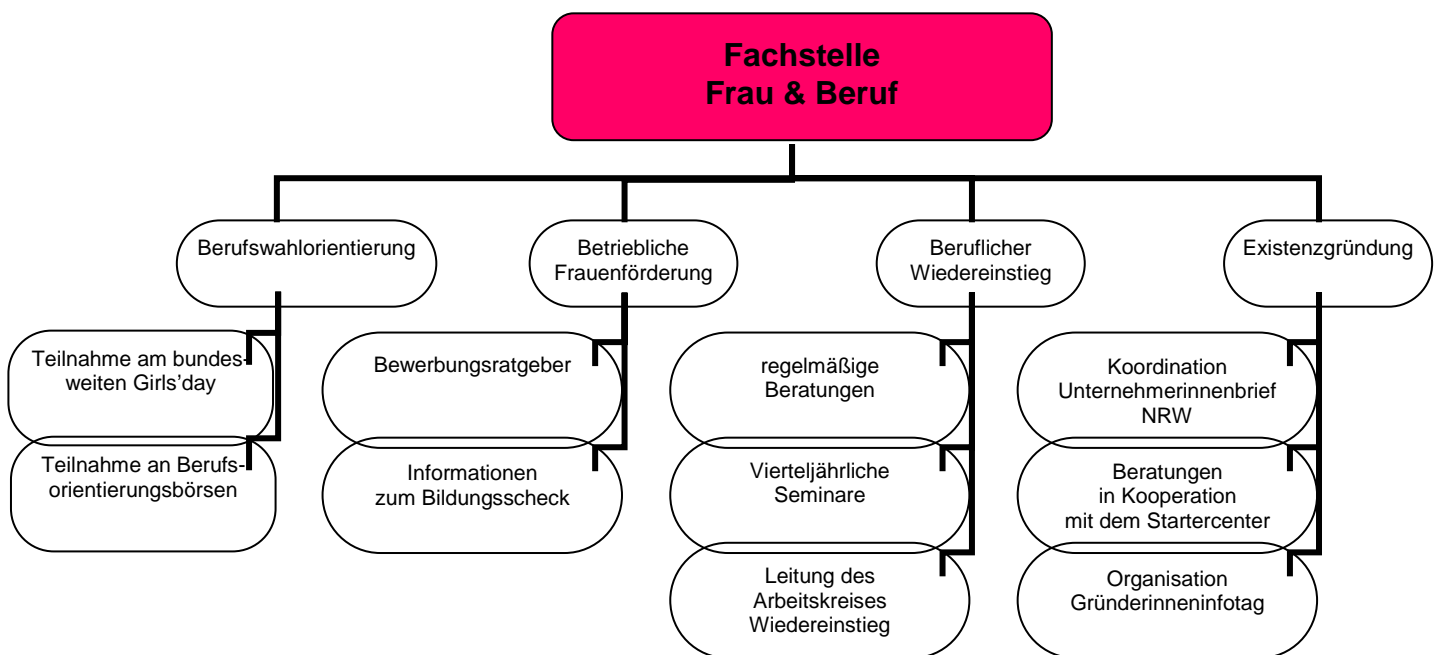 Fachstelle
Frau & Beruf
Berufswahlorientierung
Betriebliche
Frauenförderung
Beruflicher
Wiedereinstieg
Existenzgründung
Teilnahme am bundes-
weiten Girls’day
Teilnahme an Berufs-
orientierungsbörsen
Bewerbungsratgeber
Informationen
zum Bildungsscheck
regelmäßige
Beratungen
Vierteljährliche
Seminare
Leitung des
Arbeitskreises
Wiedereinstieg
Koordination
Unternehmerinnenbrief
NRW
Beratungen
in Kooperation
mit dem Startercenter
Organisation
Gründerinneninfotag